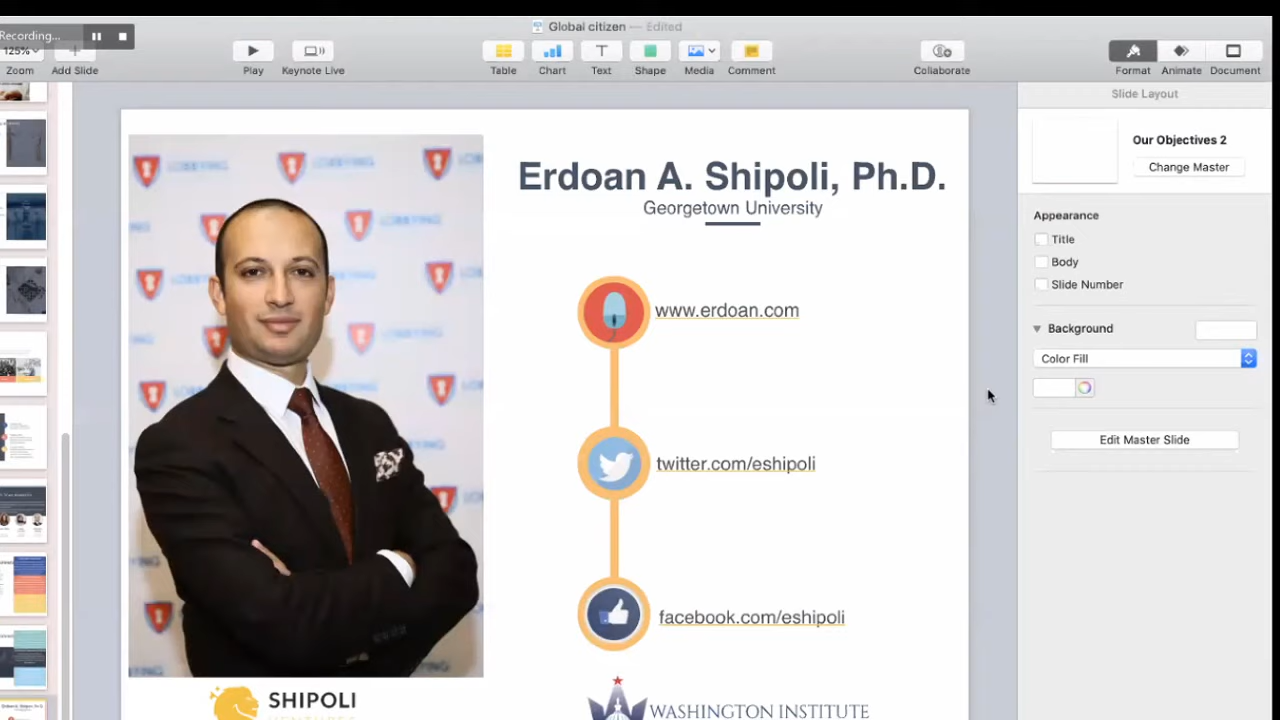 Global citizen — Edited
Recording...
125%
Zoom
Add Slide
Play
Keynote Live
Table
Chart
Text
Shape
Media
Comment
Collaborate
Format
Animate
Document
Slide Layout
Our Objectives 2
Change Master
Appearance
Title
Body
Slide Number
Background
Color Fill
Edit Master Slide
Erdoan A. Shipoli, Ph.D.
Georgetown University
www.erdoan.com
twitter.com/eshipoli
facebook.com/eshipoli
LOBBYING
SHIPOLI
VENTURES
WASHINGTON INSTITUTE